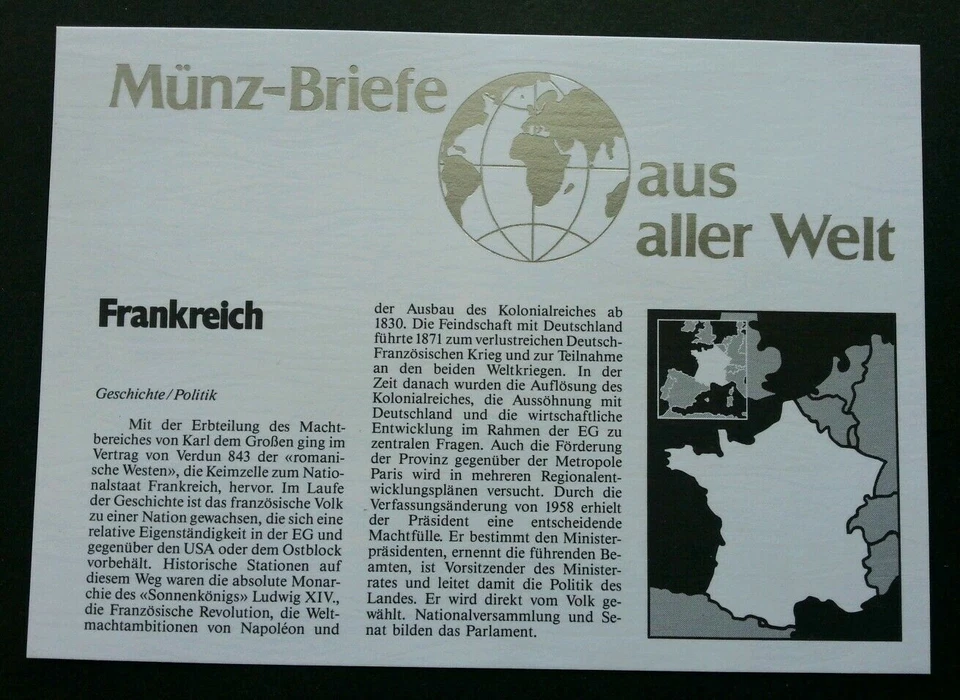 Münz-Briefe
aus
aller Welt
Frankreich
Geschichte/Politik
Mit der Erbteilung des Macht-
bereiches von Karl dem Großen ging im
Vertrag von Verdun 843 der «romani-
sche Westen», die Keimzelle zum Natio-
nalstaat Frankreich, hervor. Im Laufe
der Geschichte ist das französische Volk
zu einer Nation gewachsen, die sich eine
relative Eigenständigkeit in der EG und
gegenüber den USA oder dem Ostblock
vorbehält. Historische Stationen auf
diesem Weg waren die absolute Monar-
chie des «Sonnenkönigs» Ludwig XIV.,
die Französische Revolution, die Welt-
machtambitionen von Napoléon und
der Ausbau des Kolonialreiches ab
1830. Die Feindschaft mit Deutschland
führte 1871 zum verlustreichen Deutsch-
Französischen Krieg und zur Teilnahme
an den beiden Weltkriegen. In der
Zeit danach wurden die Auflösung des
Kolonialreiches, die Aussöhnung mit
Deutschland und die wirtschaftliche
Entwicklung im Rahmen der EG zu
zentralen Fragen. Auch die Förderung
der Provinz gegenüber der Metropole
Paris wird in mehreren Regionalent-
wicklungsplänen versucht. Durch die
Verfassungsänderung von 1958 erhielt
der Präsident eine entscheidende
Machtfülle. Er bestimmt den Minister-
präsidenten, ernennt die führenden Be-
amten, ist Vorsitzender des Minister-
rates und leitet damit die Politik des
Landes. Er wird direkt vom Volk ge-
wählt. Nationalversammlung und Se-
nat bilden das Parlament.